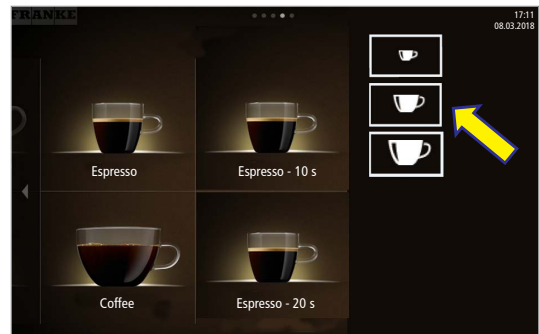 FRANKE
17:11
08.03.2018
Espresso
Espresso - 10 s
Coffee
Espresso - 20 s